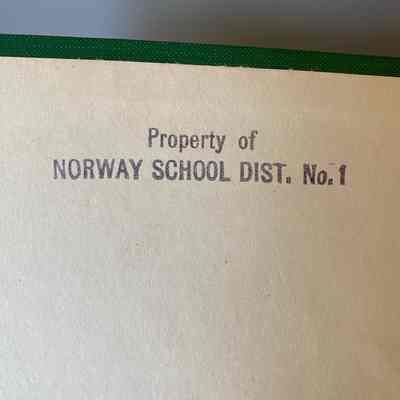 Property of
NORWAY SCHOOL DIST. No. 1